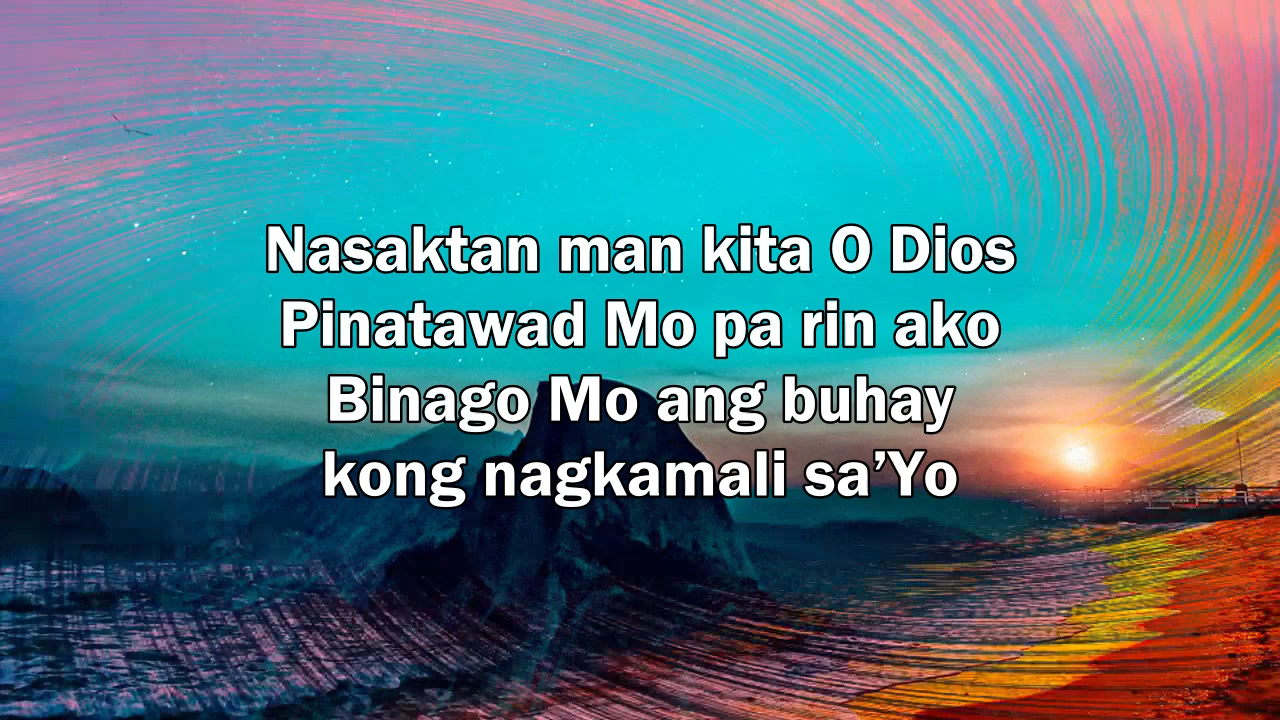 Nasaktan man kita O Dios
Pinatawad Mo pa rin ako
Binago Mo ang buhay
kong nagkamali sa’Yo